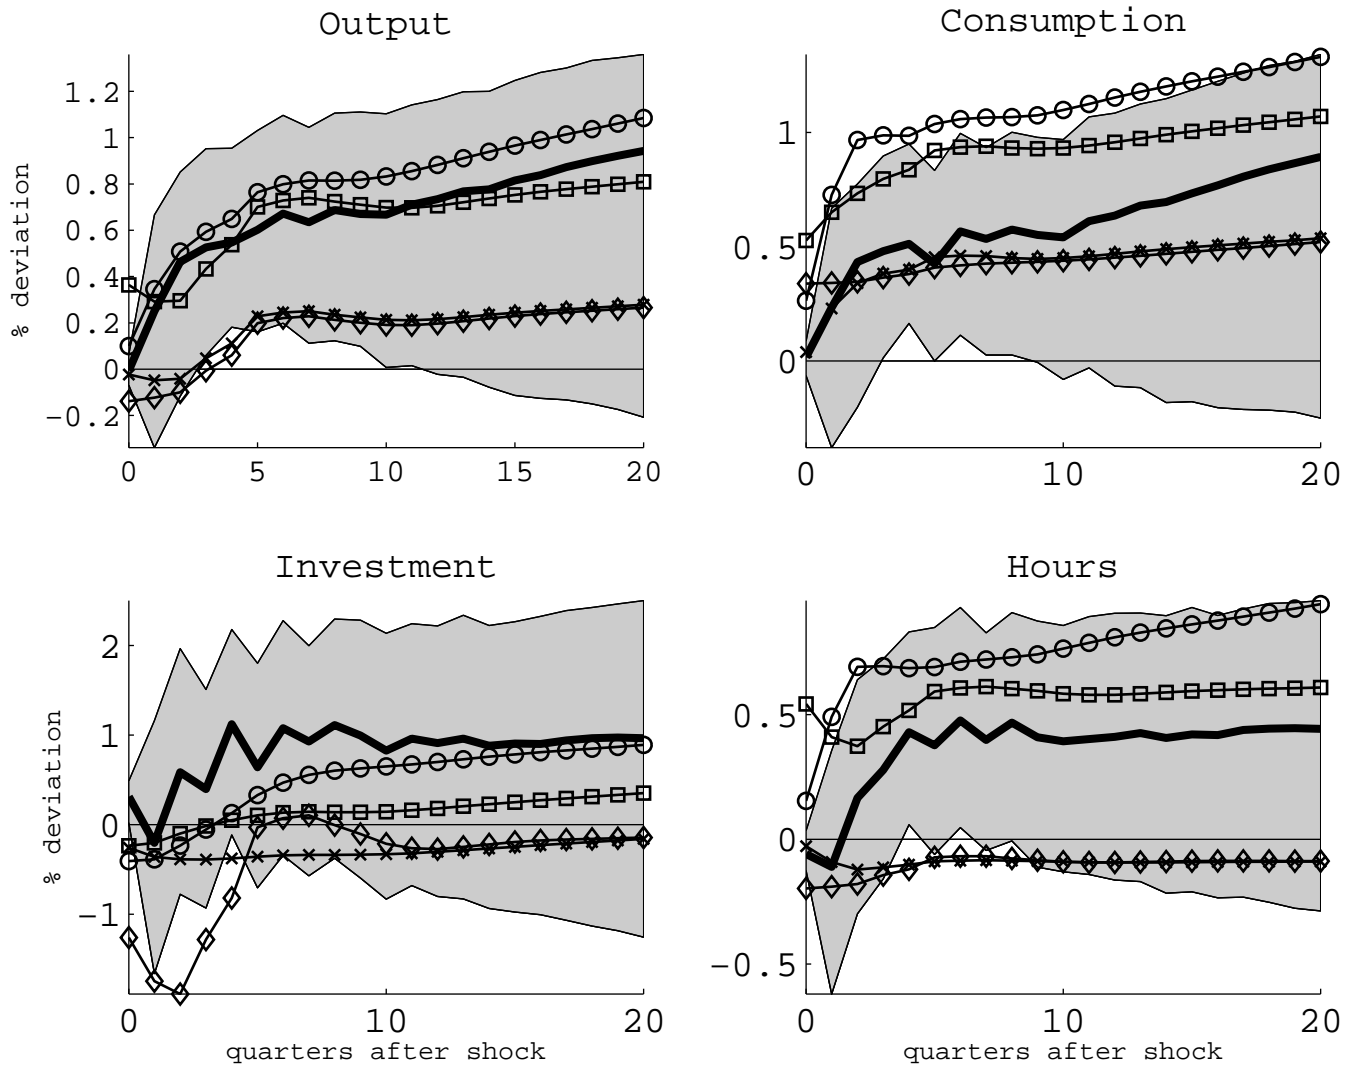 Output
% deviation
1.2
1
0.8
0.6
0.4
0.2
0
−0.2
0 5 10 15 20
Consumption
1
0.5
0
0 10 20
Investment
% deviation
2
1
0
−1
0 10 20
quarters after shock
Hours
0.5
0
−0.5
0 10 20
quarters after shock